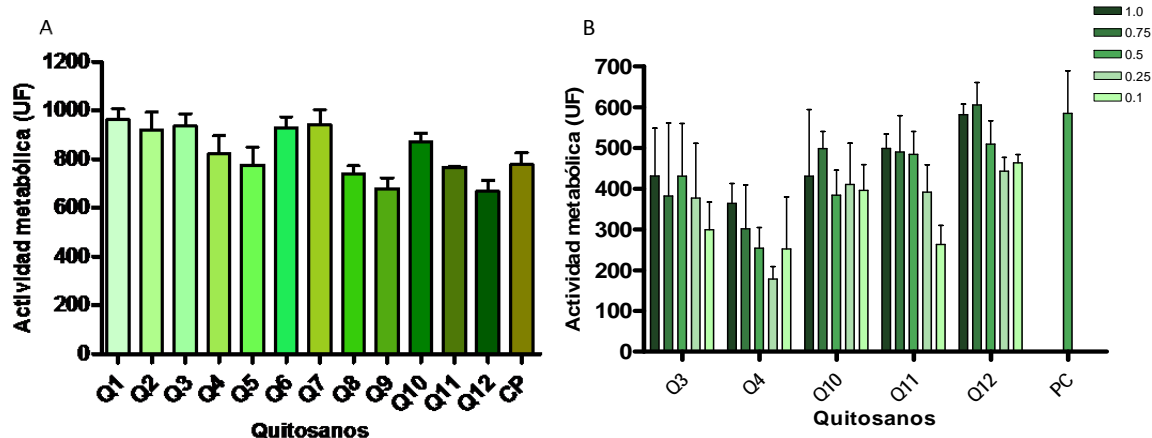 A
Actividad metabólica (UF)
1200
1000
800
600
400
200
0
Q1 Q2 Q3 Q4 Q5 Q6 Q7 Q8 Q9 Q10 Q11 Q12 CP
Quitosanos
B
1.0
0.75
0.5
0.25
0.1
Actividad metabólica (UF)
700
600
500
400
300
200
100
0
Q3 Q4 Q10 Q11 Q12 PC
Quitosanos